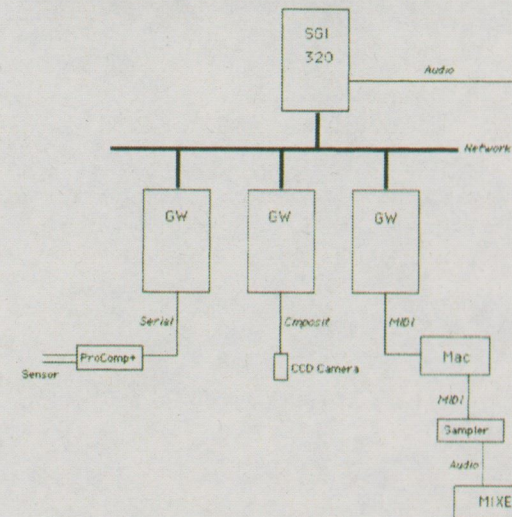 SGI
320
Audio
Network
GW
GW
GW
Serial
Cmposit
MIDI
ProComp+
Sensor
CCD Camera
Mac
MIDI
Sampler
Audio
MIXE